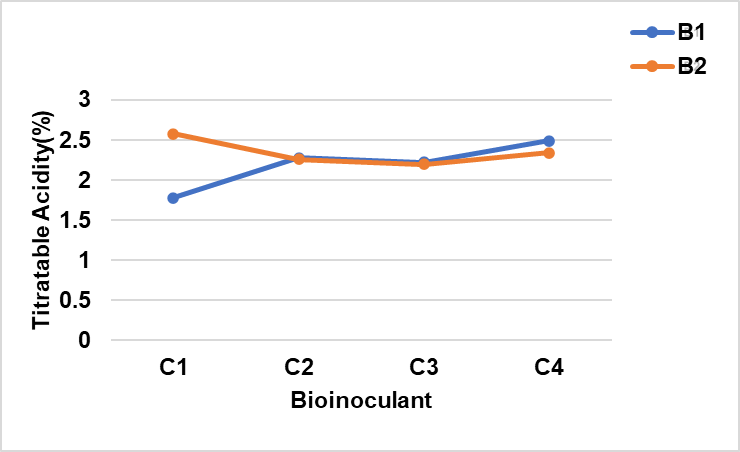 B1
B2
Titratable Acidity(%)
3
2.5
2
1.5
1
0.5
0
C1 C2 C3 C4
Bioinoculant